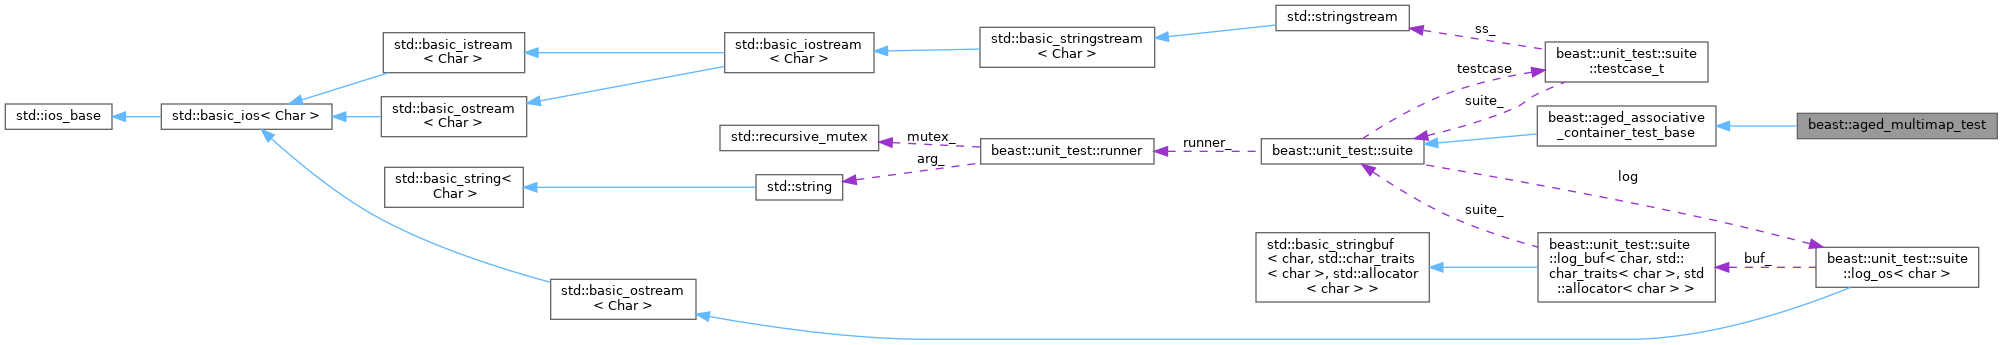 std::ios_base
std::basic_ios< Char >
std::basic_istream
< Char >
std::basic_ostream
< Char >
std::basic_string<
Char >
std::basic_ostream
< Char >
std::basic_iostream
< Char >
std::recursive_mutex
std::string
std::basic_stringstream
< Char >
beast::unit_test::runner
mutex_
arg_
std::stringstream
runner_
beast::unit_test::suite
std::basic_stringbuf
< char, std::char_traits
< char >, std::allocator
< char > >
ss_
testcase
suite_
suite_
log
beast::unit_test::suite
::testcase_t
beast::aged_associative
_container_test_base
beast::unit_test::suite
::log_buf< char, std::
char_traits< char >, std
::allocator< char > >
buf_
beast::aged_multimap_test
beast::unit_test::suite
::log_os< char >